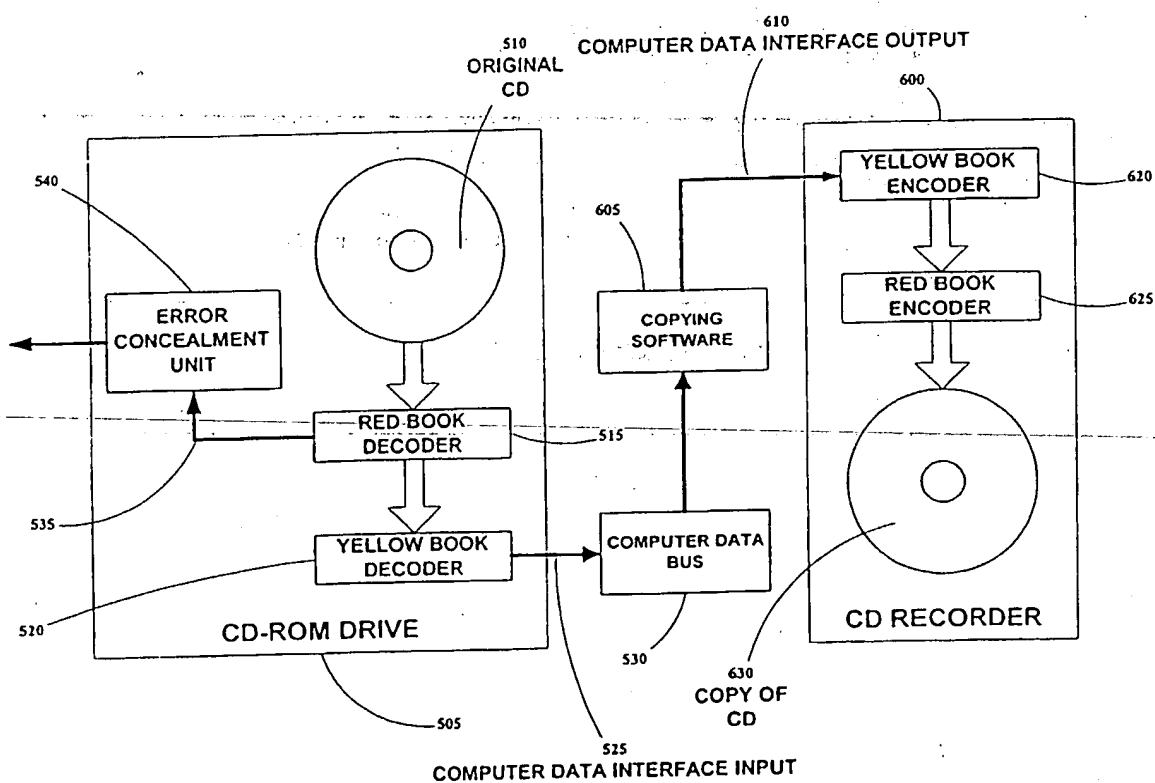 610
COMPUTER DATA INTERFACE OUTPUT
510
ORIGINAL
CD
600
540
YELLOW BOOK
ENCODER
620
605
ERROR
CONCEALMENT
UNIT
COPYING
SOFTWARE
RED BOOK
ENCODER
625
RED BOOK
DECODER
515
535
YELLOW BOOK
DECODER
COMPUTER DATA
BUS
520
CD-ROM DRIVE
530
CD RECORDER
630
COPY OF
CD
505
525
COMPUTER DATA INTERFACE INPUT